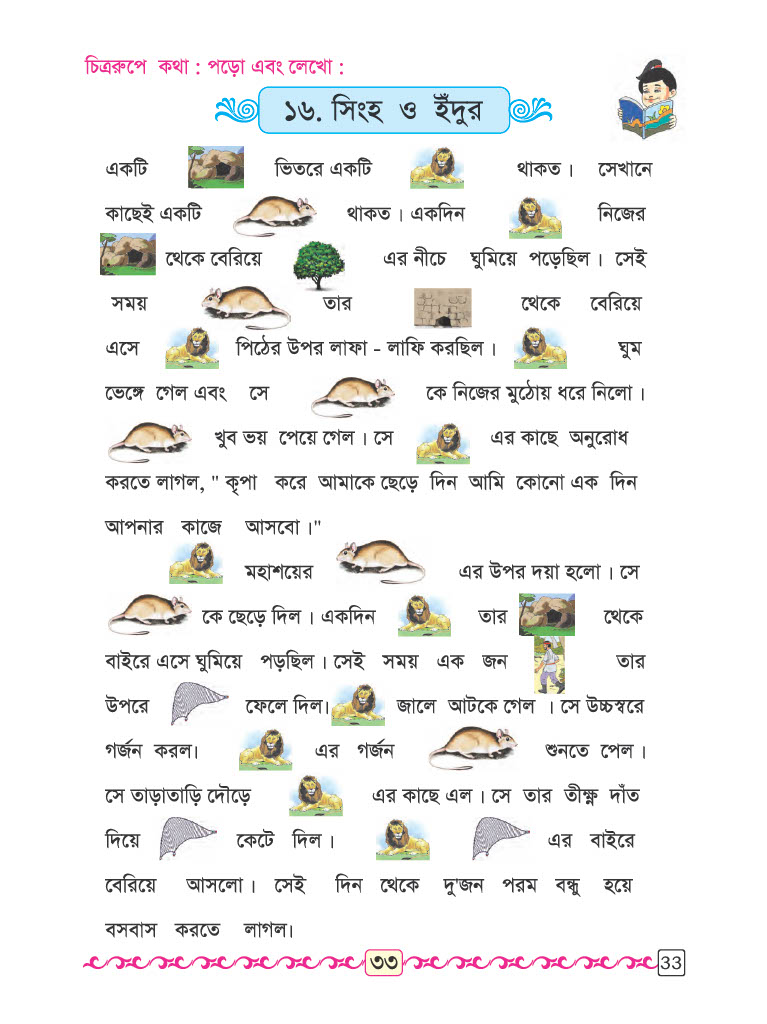 চিত্ররুপে কথা : পড়ো এবং লেখো :
১৬. সিংহ ও ইঁদুর
একটি ভিতরে একটি থাকত। সেখানে
কাছেই একটি থাকত। একদিন নিজের
থেকে বেরিয়ে এর নীচে ঘুমিয়ে পড়েছিল। সেই
সময় তার থেকে বেরিয়ে
এসে পিঠের উপর লাফা - লাফি করছিল। ঘুম
ভেঙ্গে গেল এবং সে কে নিজের মুঠোয় ধরে নিলো।
খুব ভয় পেয়ে গেল। সে এর কাছে অনুরোধ
করতে লাগল, " কৃপা করে আমাকে ছেড়ে দিন আমি কোনো এক দিন
আপনার কাজে আসবো।"
মহাশয়ের এর উপর দয়া হলো। সে
কে ছেড়ে দিল। একদিন তার থেকে
বাইরে এসে ঘুমিয়ে পড়ছিল। সেই সময় এক জন তার
উপরে ফেলে দিল। জালে আটকে গেল । সে উচ্চস্বরে
গর্জন করল। এর গর্জন শুনতে পেল।
সে তাড়াতাড়ি দৌড়ে এর কাছে এল। সে তার তীক্ষ্ণ দাঁত
দিয়ে কেটে দিল। এর বাইরে
বেরিয়ে আসলো। সেই দিন থেকে দু'জন পরম বন্ধু হয়ে
বসবাস করতে লাগল।
৩৩ 33